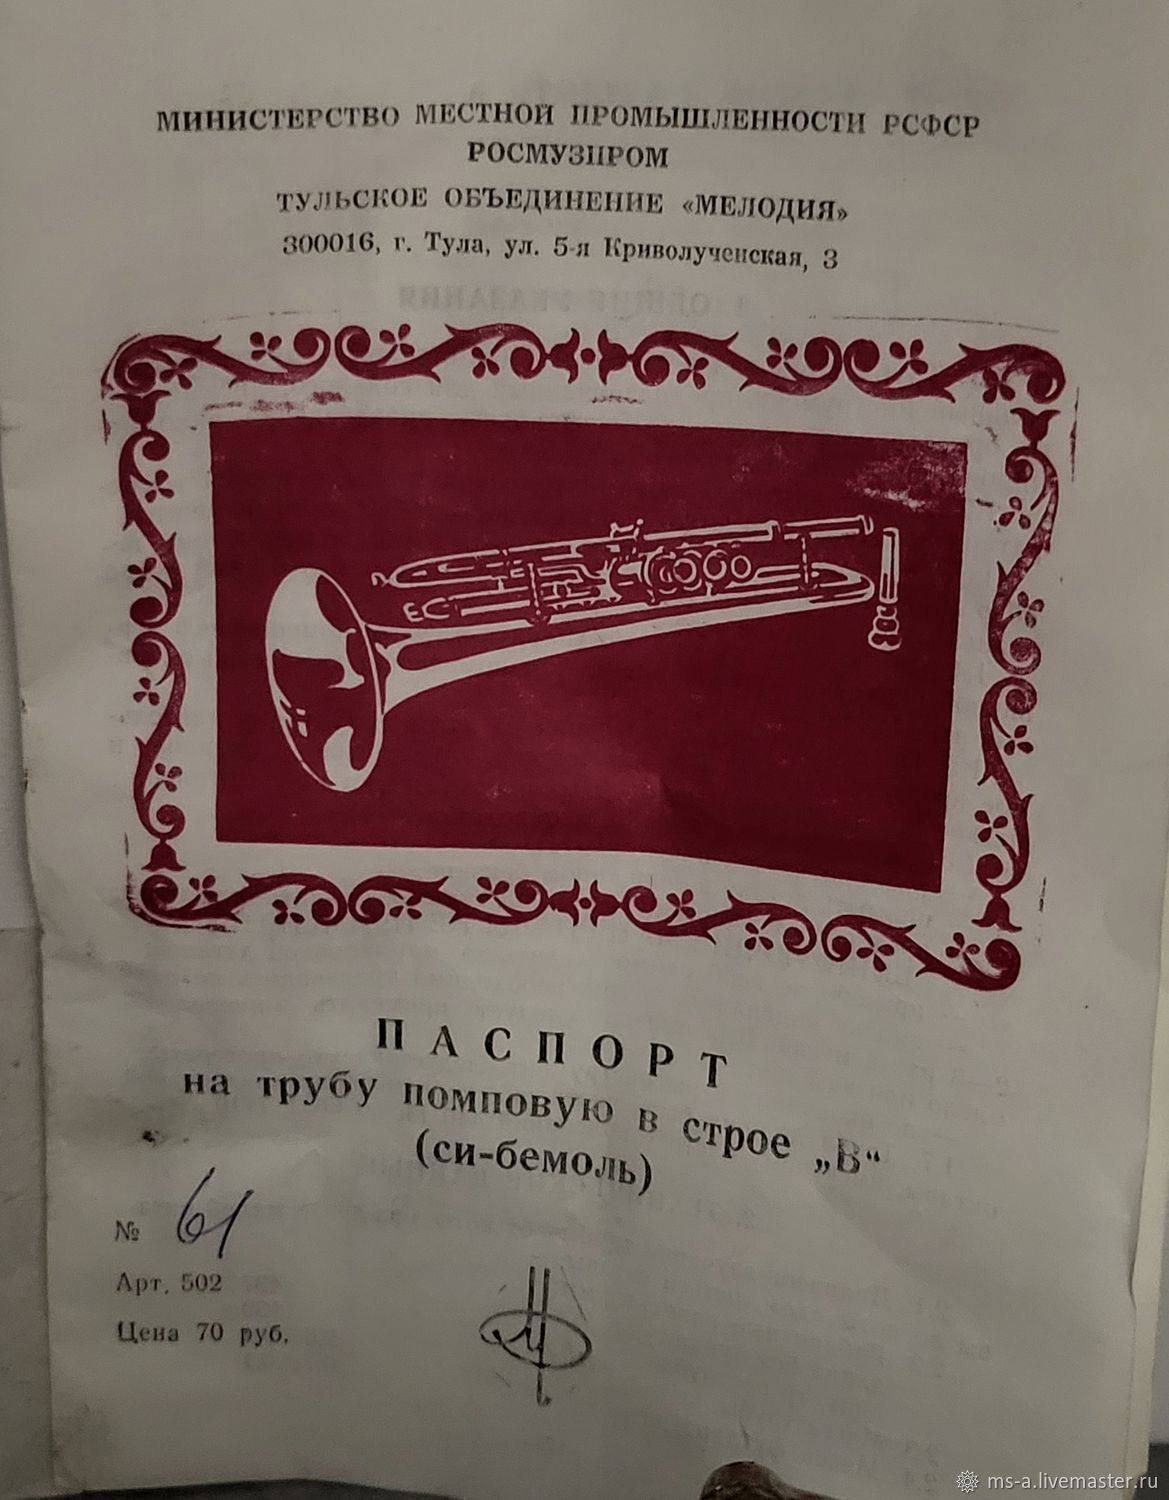 МИНИСТЕРСТВО МЕСТНОЙ ПРОМЫШЛЕННОСТИ РСФСР
РОСМУЗПРОМ
ТУЛЬСКОЕ ОБЪЕДИНЕНИЕ «МЕЛОДИЯ»
300016, г. Тула, ул. 5-я Криволученская, 3
ПАСПОРТ
на трубу помповую в строе „В“
(си-бемоль)
№ 61
Арт. 502
Цена 70 руб.
ms-a.livemaster.ru